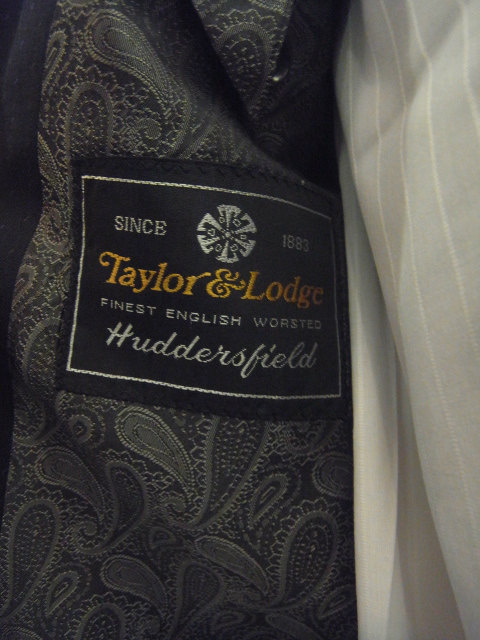 SINCE 1883
Taylor & Lodge
FINEST ENGLISH WORSTED
Huddersfield